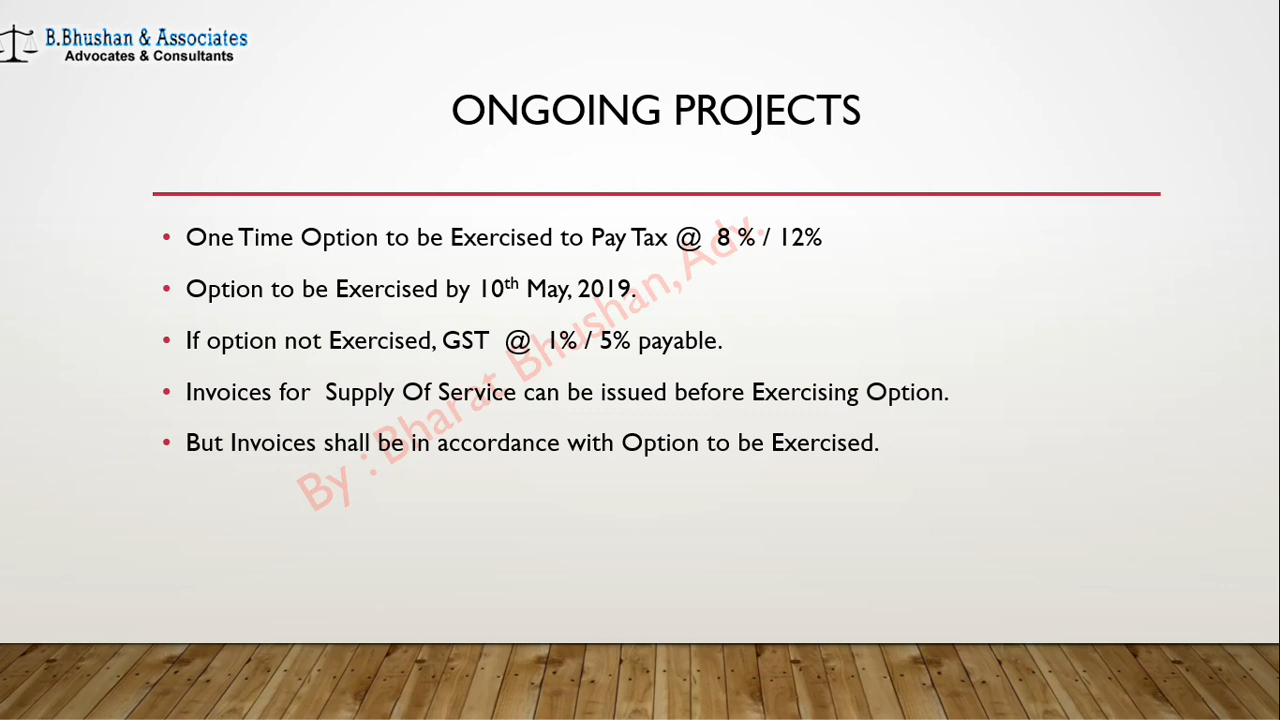 B.Bhushan & Associates
Advocates & Consultants
ONGOING PROJECTS
• One Time Option to be Exercised to Pay Tax @ 8 % / 12%
• Option to be Exercised by 10th May, 2019.
• If option not Exercised, GST @ 1% / 5% payable.
• Invoices for Supply Of Service can be issued before Exercising Option.
• But Invoices shall be in accordance with Option to be Exercised.
By : Bharat Bhushan, Adv.